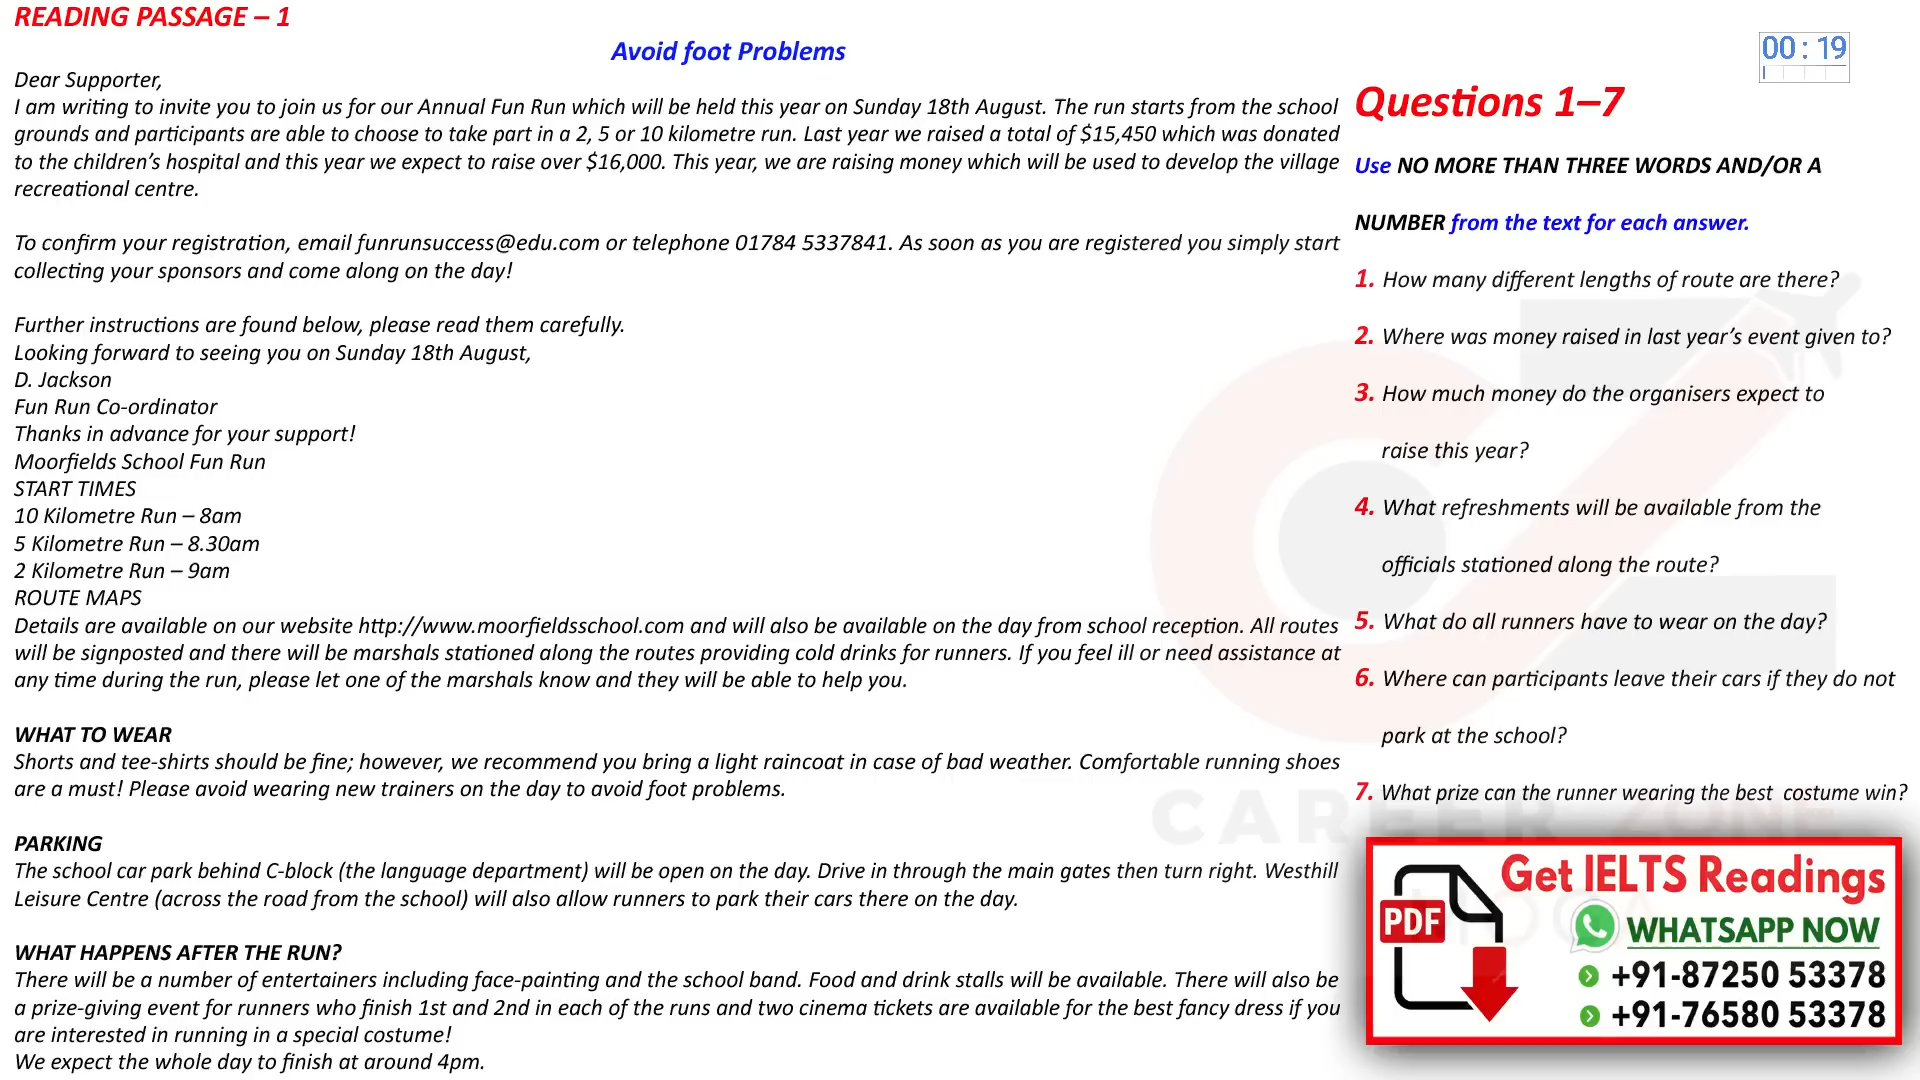 READING PASSAGE – 1
Avoid foot Problems
Dear Supporter,
I am writing to invite you to join us for our Annual Fun Run which will be held this year on Sunday 18th August. The run starts from the school
grounds and participants are able to choose to take part in a 2, 5 or 10 kilometre run. Last year we raised a total of $15,450 which was donated
to the children's hospital and this year we expect to raise over $16,000. This year, we are raising money which will be used to develop the village
recreational centre.
To confirm your registration, email funrunsuccess@edu.com or telephone 01784 5337841. As soon as you are registered you simply start
collecting your sponsors and come along on the day!
Further instructions are found below, please read them carefully.
Looking forward to seeing you on Sunday 18th August,
D. Jackson
Fun Run Co-ordinator
Thanks in advance for your support!
Moorfields School Fun Run
START TIMES
10 Kilometre Run – 8am
5 Kilometre Run – 8.30am
2 Kilometre Run – 9am
ROUTE MAPS
Details are available on our website http://www.moorfieldsschool.com and will also be available on the day from school reception. All routes
will be signposted and there will be marshals stationed along the routes providing cold drinks for runners. If you feel ill or need assistance at
any time during the run, please let one of the marshals know and they will be able to help you.
WHAT TO WEAR
Shorts and tee-shirts should be fine; however, we recommend you bring a light raincoat in case of bad weather. Comfortable running shoes
are a must! Please avoid wearing new trainers on the day to avoid foot problems.
PARKING
The school car park behind C-block (the language department) will be open on the day. Drive in through the main gates then turn right. Westhill
Leisure Centre (across the road from the school) will also allow runners to park their cars there on the day.
WHAT HAPPENS AFTER THE RUN?
There will be a number of entertainers including face-painting and the school band. Food and drink stalls will be available. There will also be
a prize-giving event for runners who finish 1st and 2nd in each of the runs and two cinema tickets are available for the best fancy dress if you
are interested in running in a special costume!
We expect the whole day to finish at around 4pm.
00:19
Questions 1–7
Use NO MORE THAN THREE WORDS AND/OR A
NUMBER from the text for each answer.
1. How many different lengths of route are there?
2. Where was money raised in last year's event given to?
3. How much money do the organisers expect to
raise this year?
4. What refreshments will be available from the
officials stationed along the route?
5. What do all runners have to wear on the day?
6. Where can participants leave their cars if they do not
park at the school?
7. What prize can the runner wearing the best costume win?
CAREER ZONE
MOGA
Get IELTS Readings
PDF
WHATSAPP NOW
+91-87250 53378
+91-76580 53378